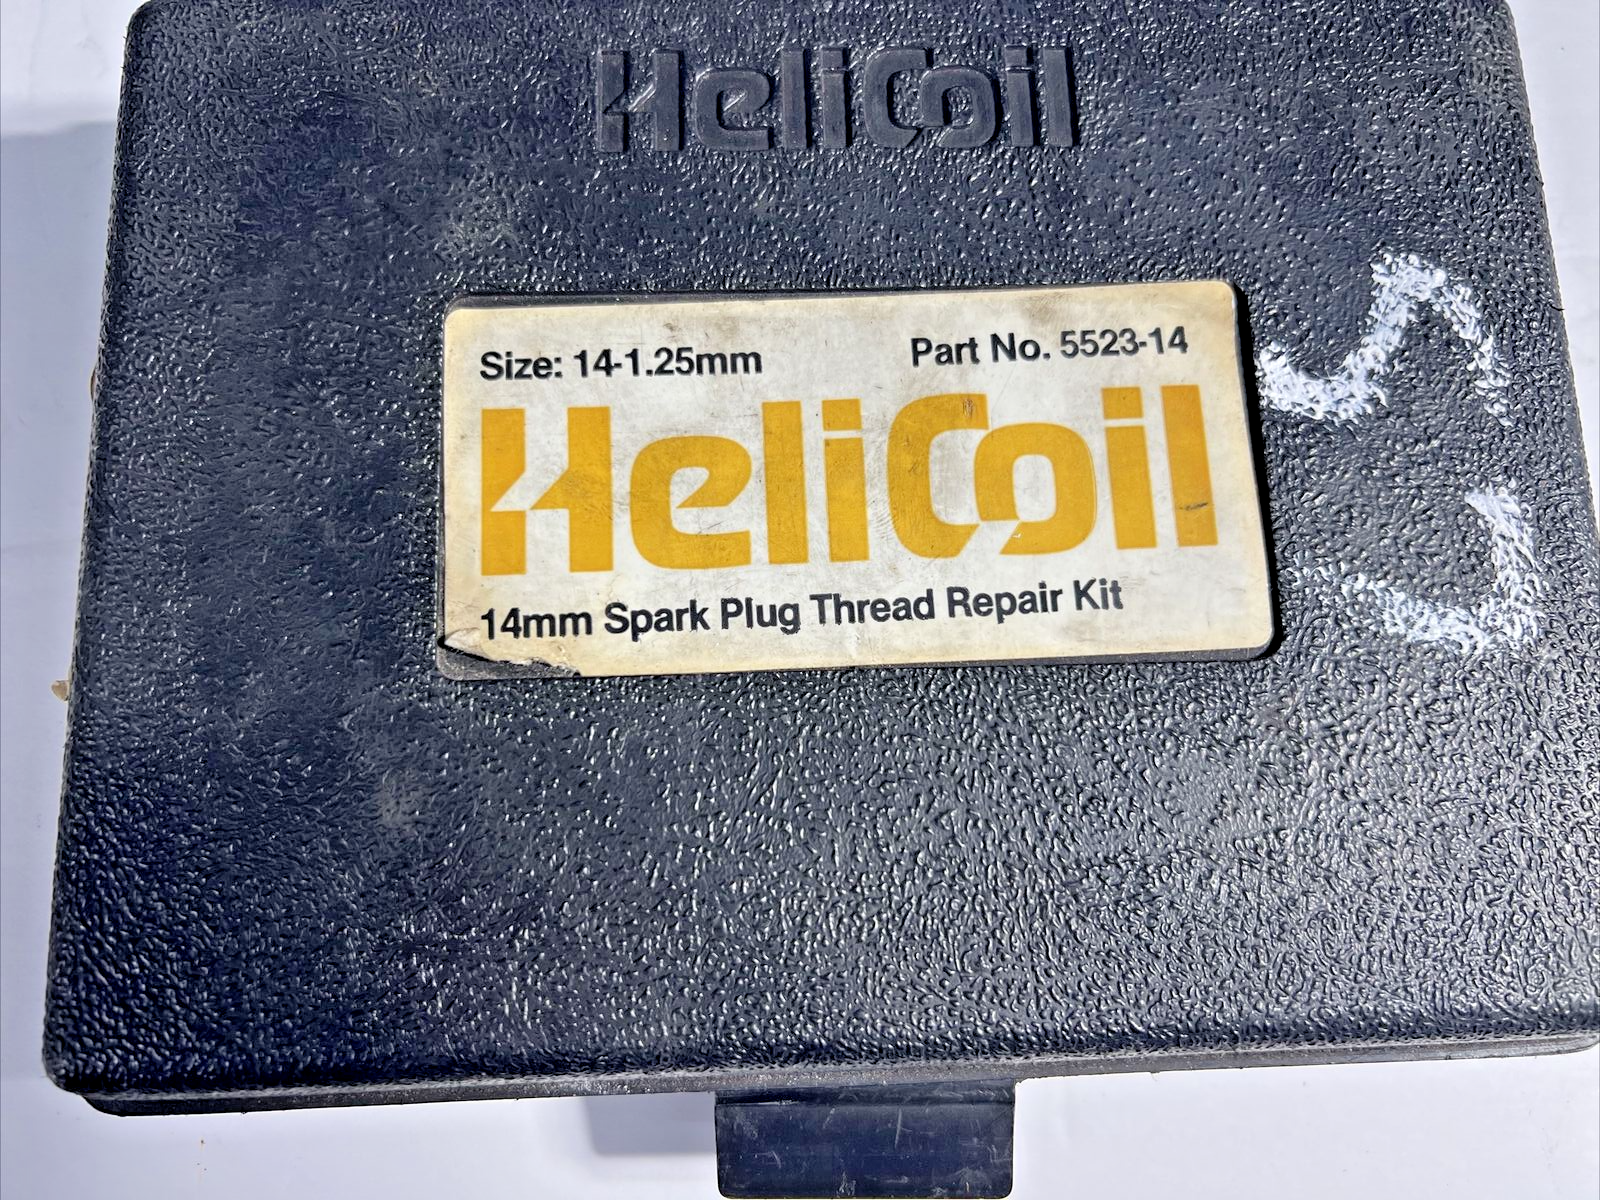 HeliCoil
Size: 14-1.25mm Part No. 5523-14
HeliCoil
14mm Spark Plug Thread Repair Kit